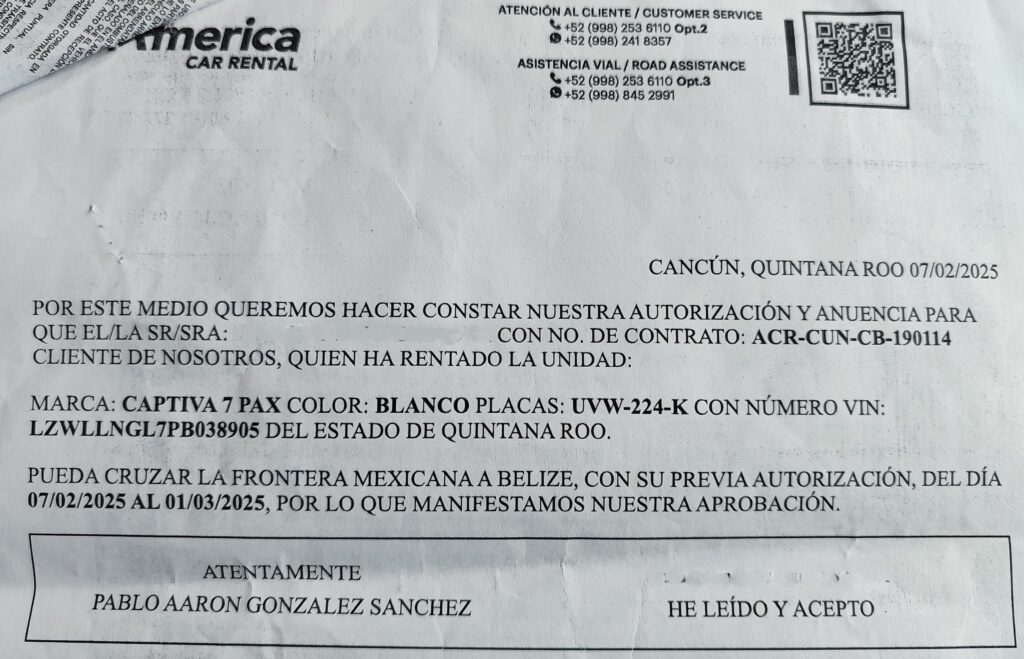 America
CAR RENTAL
ATENCIÓN AL CLIENTE / CUSTOMER SERVICE
+52 (998) 253 6110 Opt.2
+52 (998) 241 8357
ASISTENCIA VIAL / ROAD ASSISTANCE
+52 (998) 253 6110 Opt.3
+52 (998) 845 2991
CANCÚN, QUINTANA ROO 07/02/2025
POR ESTE MEDIO QUEREMOS HACER CONSTAR NUESTRA AUTORIZACIÓN Y ANUENCIA PARA
QUE EL/LA SR/SRA: CON NO. DE CONTRATO: ACR-CUN-CB-190114
CLIENTE DE NOSOTROS, QUIEN HA RENTADO LA UNIDAD:
MARCA: CAPTIVA 7 PAX COLOR: BLANCO PLACAS: UVW-224-K CON NÚMERO VIN:
LZWLLNGL7PB038905 DEL ESTADO DE QUINTANA ROO.
PUEDA CRUZAR LA FRONTERA MEXICANA A BELIZE, CON SU PREVIA AUTORIZACIÓN, DEL DÍA
07/02/2025 AL 01/03/2025, POR LO QUE MANIFESTAMOS NUESTRA APROBACIÓN.
ATENTAMENTE
PABLO AARON GONZALEZ SANCHEZ
HE LEÍDO Y ACEPTO